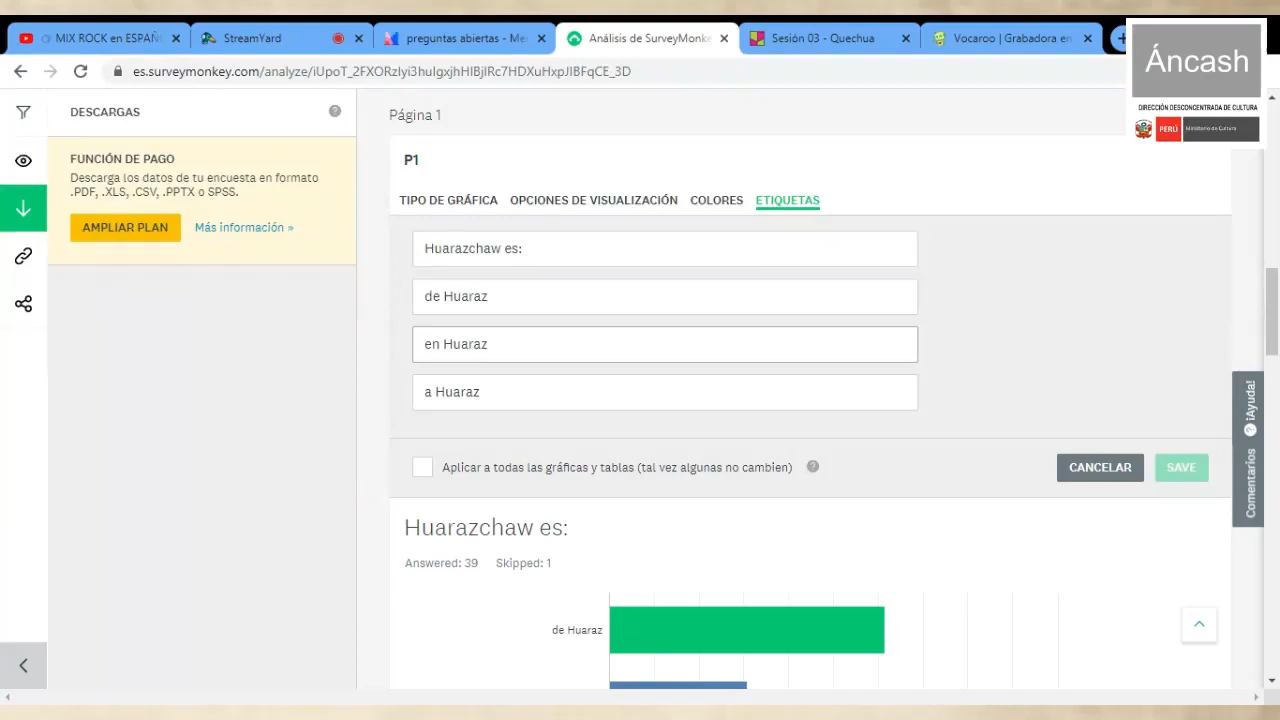 MIX ROCK en ESPAÑ
StreamYard
preguntas abiertas - Me
Análisis de SurveyMonke
Sesión 03 - Quechua
Vocaroo | Grabadora en
es.surveymonkey.com/analyze/
Áncash
DIRECCIÓN DESCONCENTRADA DE CULTURA
PERÚ
Ministerio de Cultura
DESCARGAS
FUNCIÓN DE PAGO
Descarga los datos de tu encuesta en formato
.PDF, .XLS, .CSV, .PPTX o SPSS.
AMPLIAR PLAN
Más información »
Página 1
P1
TIPO DE GRÁFICA
OPCIONES DE VISUALIZACIÓN
COLORES
ETIQUETAS
Huarazchaw es:
de Huaraz
en Huaraz
a Huaraz
Aplicar a todas las gráficas y tablas (tal vez algunas no cambien)
CANCELAR
SAVE
Huarazchaw es:
Answered: 39
Skipped: 1
de Huaraz
¡Ayuda!
Comentarios